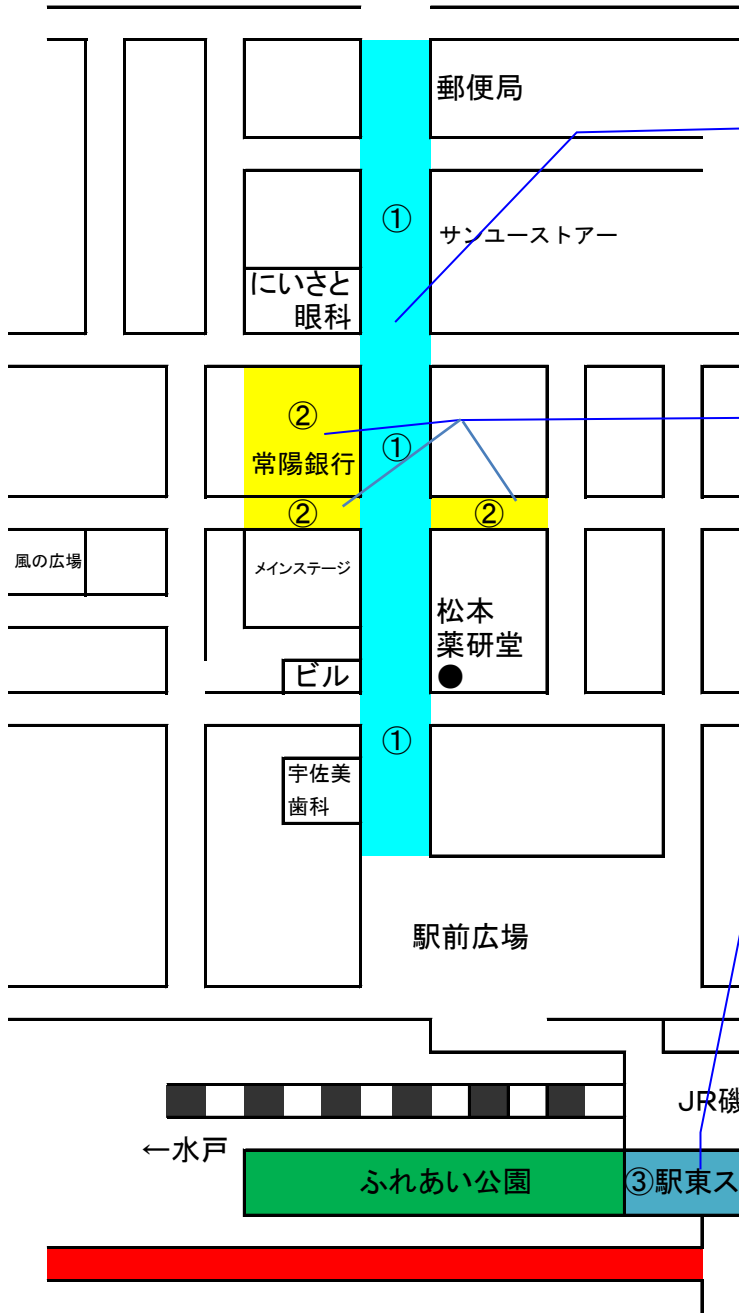 郵便局
①
サンユーストアー
にいさと
眼科
②
常陽銀行
①
②
②
風の広場
メインステージ
松本
薬研堂
●
ビル
①
宇佐美
歯科
駅前広場
JR磯
←水戸
ふれあい公園
③駅東ス